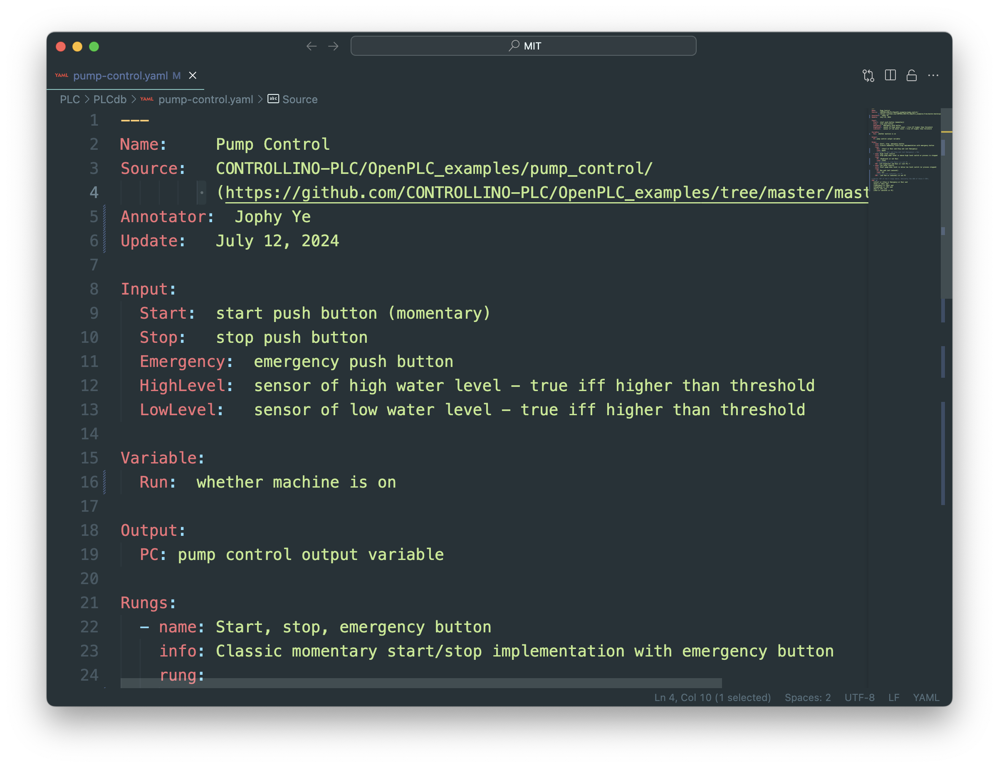 MIT
YAML pump-control.yaml M
PLC > PLCdb > YAML pump-control.yaml > abc Source
1 ---
2 Name: Pump Control
3 Source: CONTROLLINO-PLC/OpenPLC_examples/pump_control/
4 (https://github.com/CONTROLLINO-PLC/OpenPLC_examples/tree/master/mast
5 Annotator: Jophy Ye
6 Update: July 12, 2024
7
8 Input:
9 Start: start push button (momentary)
10 Stop: stop push button
11 Emergency: emergency push button
12 HighLevel: sensor of high water level - true iff higher than threshold
13 LowLevel: sensor of low water level - true iff higher than threshold
14
15 Variable:
16 Run: whether machine is on
17
18 Output:
19 PC: pump control output variable
20
21 Rungs:
22 - name: Start, stop, emergency button
23 info: Classic momentary start/stop implementation with emergency button
24 rung:
Ln 4, Col 10 (1 selected) Spaces: 2 UTF-8 LF YAML